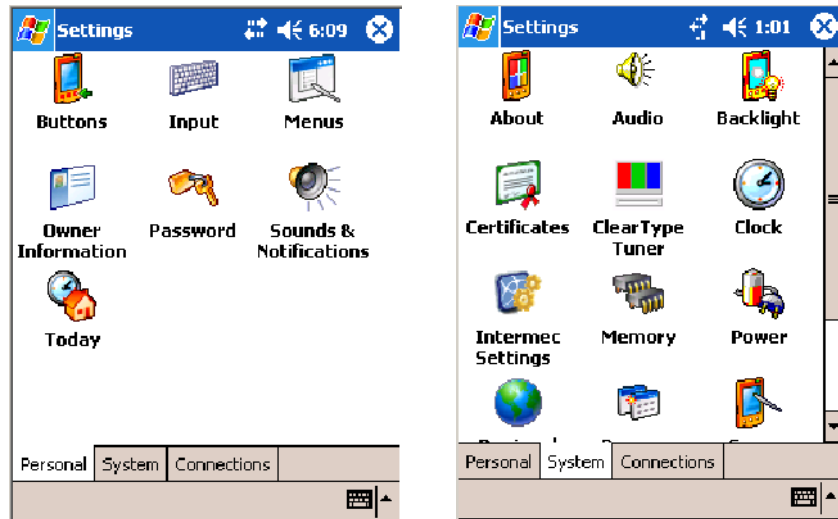 Settings 6:09
Buttons Input Menus
Owner Information Password Sounds & Notifications
Today
Personal System Connections
Settings 1:01
About Audio Backlight
Certificates ClearType Tuner Clock
Intermec Settings Memory Power
Personal System Connections